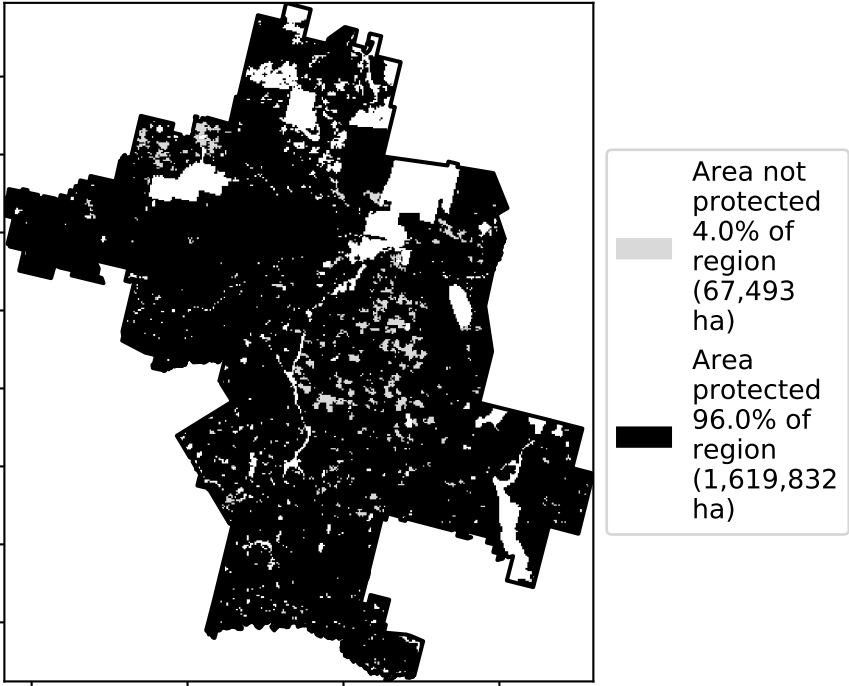 Area not
protected
4.0% of
region
(67,493
ha)
Area
protected
96.0% of
region
(1,619,832
ha)